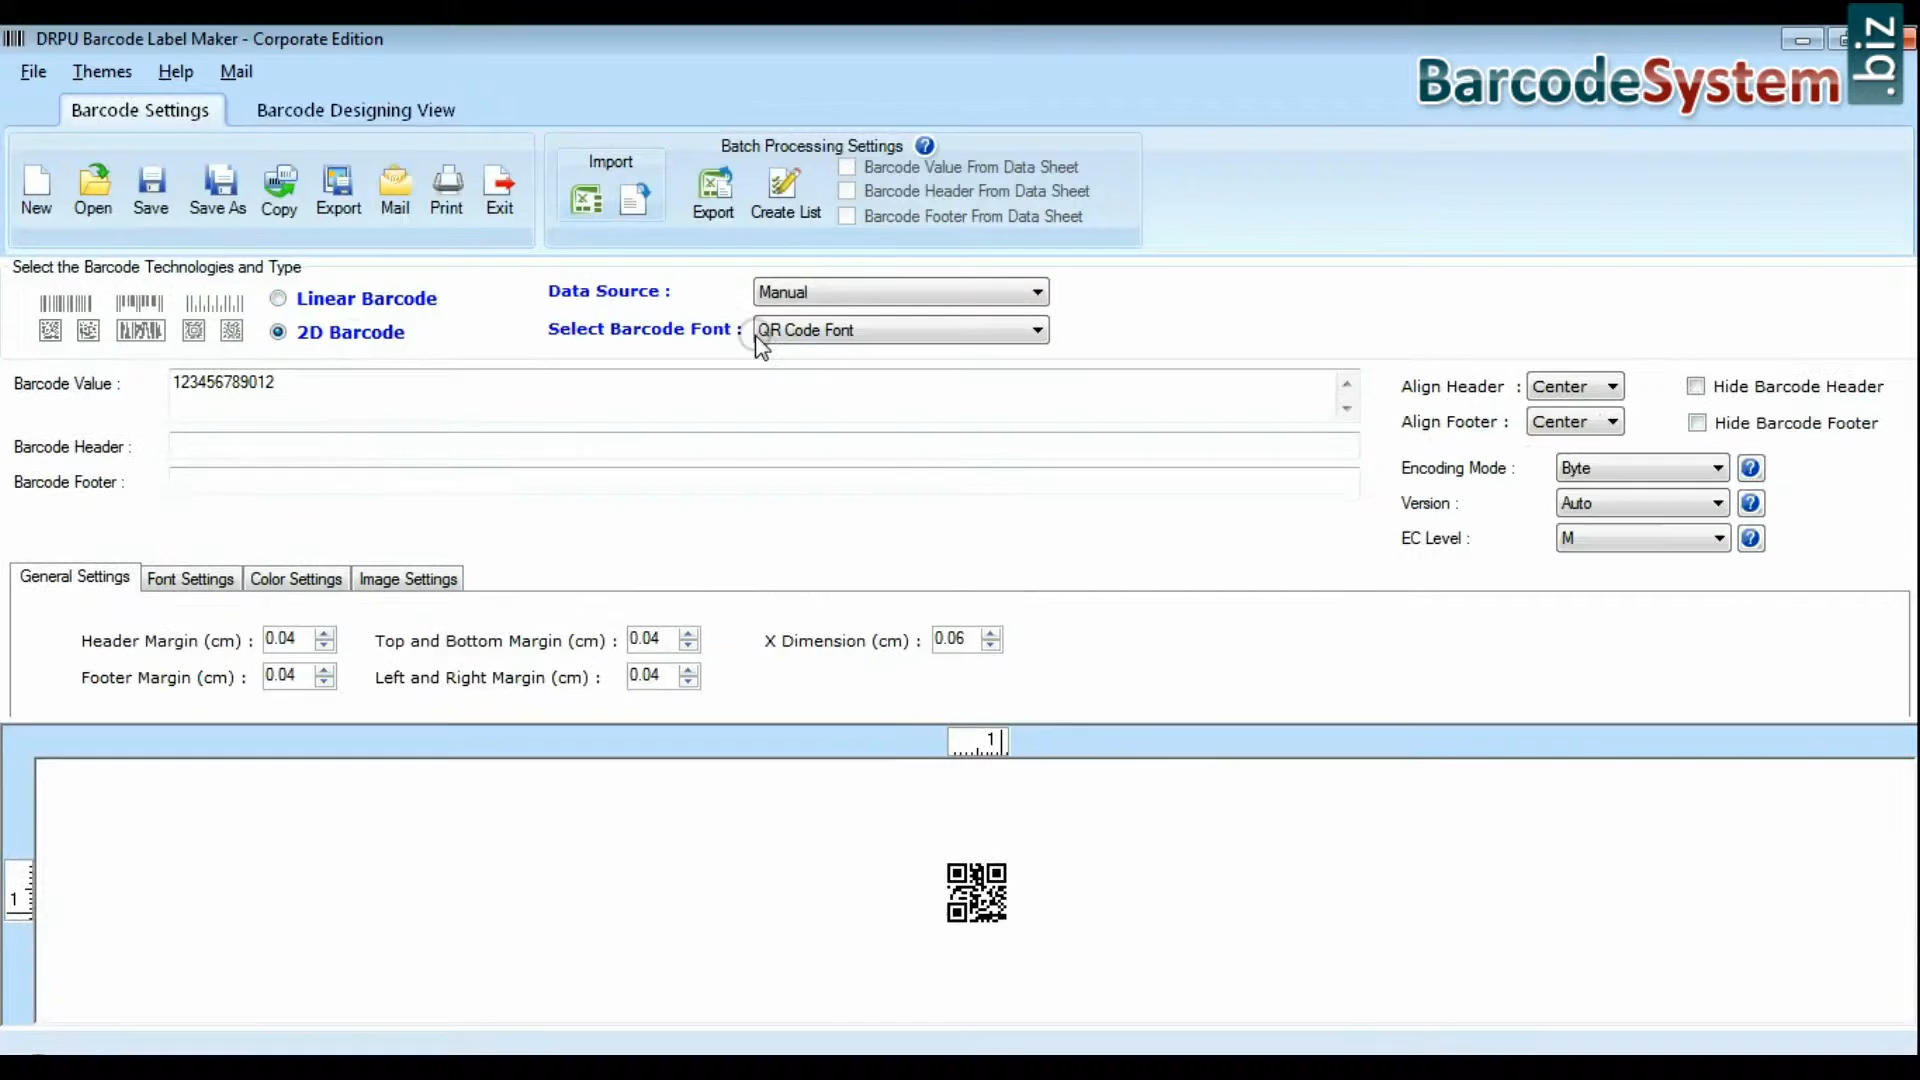 DRPU Barcode Label Maker - Corporate Edition
File Themes Help Mail
BarcodeSystem .biz
Barcode Settings Barcode Designing View
New Open Save Save As Copy Export Mail Print Exit
Import
Batch Processing Settings ?
Export Create List
Barcode Value From Data Sheet
Barcode Header From Data Sheet
Barcode Footer From Data Sheet
Select the Barcode Technologies and Type
Linear Barcode
2D Barcode
Data Source : Manual
Select Barcode Font : QR Code Font
Barcode Value : 123456789012
Barcode Header :
Barcode Footer :
Align Header : Center Hide Barcode Header
Align Footer : Center Hide Barcode Footer
Encoding Mode : Byte ?
Version : Auto ?
EC Level : M ?
General Settings Font Settings Color Settings Image Settings
Header Margin (cm) : 0.04 Top and Bottom Margin (cm) : 0.04 X Dimension (cm) : 0.06
Footer Margin (cm) : 0.04 Left and Right Margin (cm) : 0.04
1
1